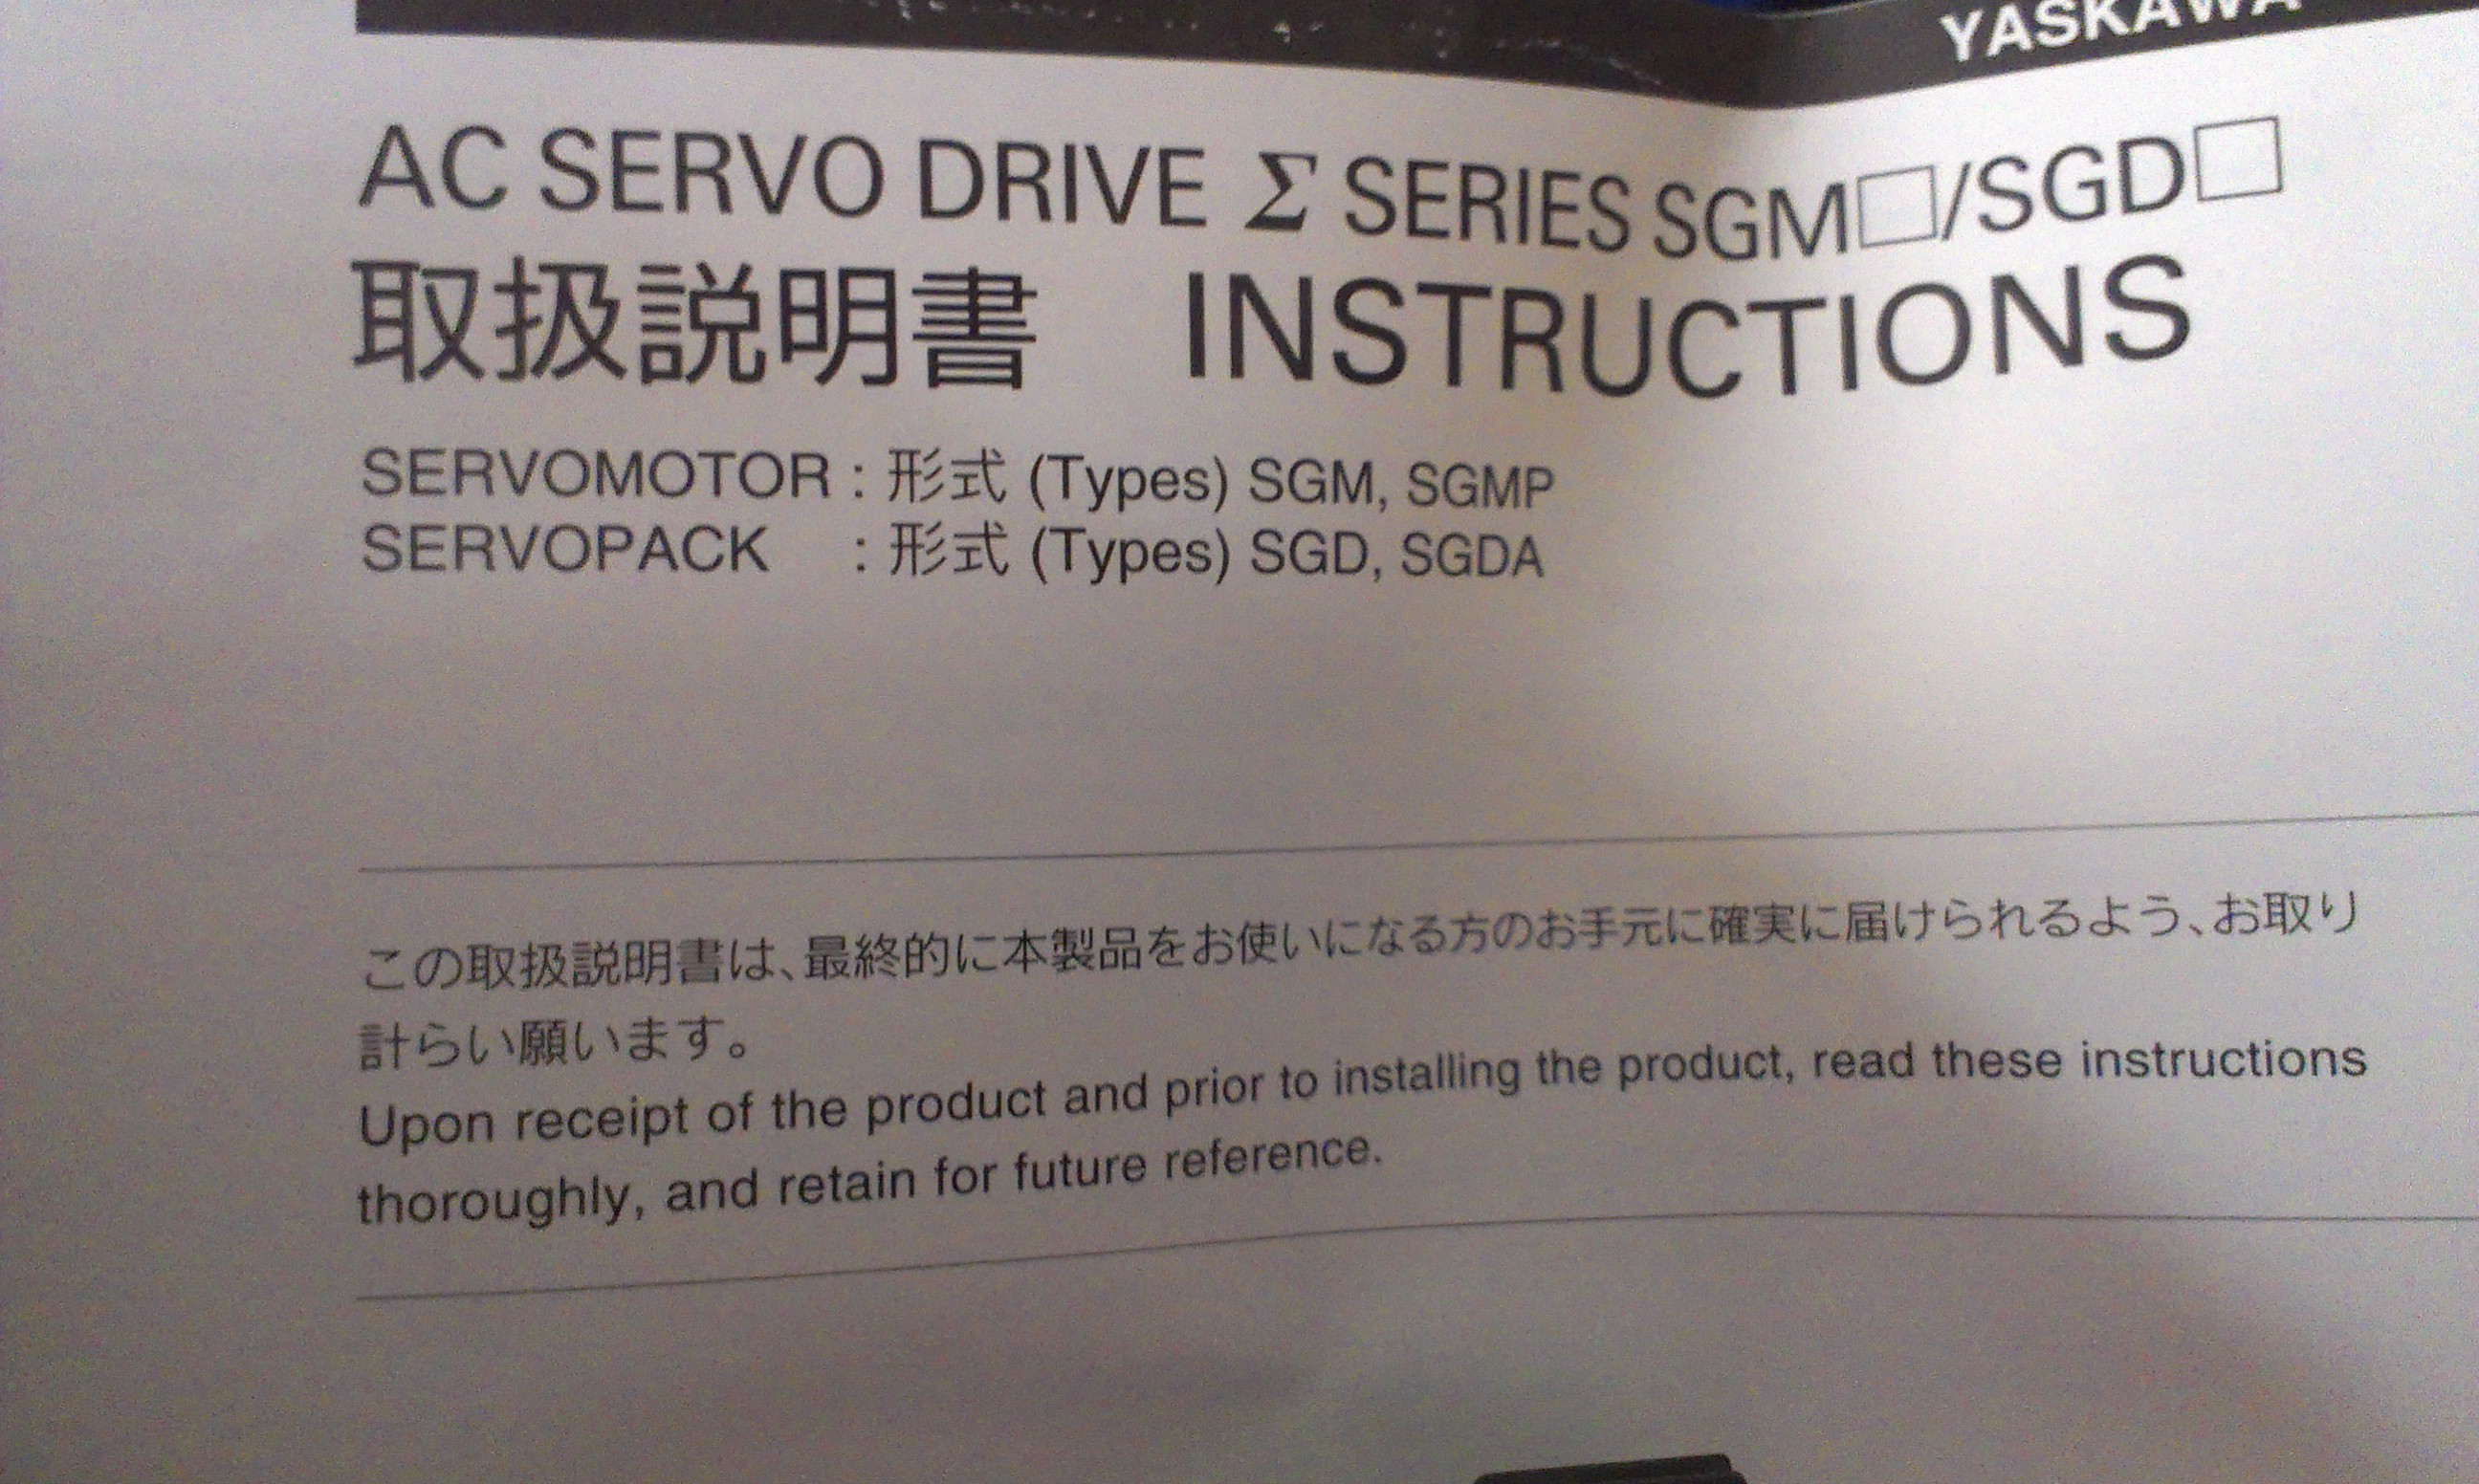 YASKAWA
AC SERVO DRIVE Σ SERIES SGM□/SGD□
取扱説明書 INSTRUCTIONS
SERVOMOTOR : 形式 (Types) SGM, SGMP
SERVOPACK : 形式 (Types) SGD, SGDA
この取扱説明書は、最終的に本製品をお使いになる方のお手元に確実に届けられるよう、お取り
計らい願います。
Upon receipt of the product and prior to installing the product, read these instructions
thoroughly, and retain for future reference.